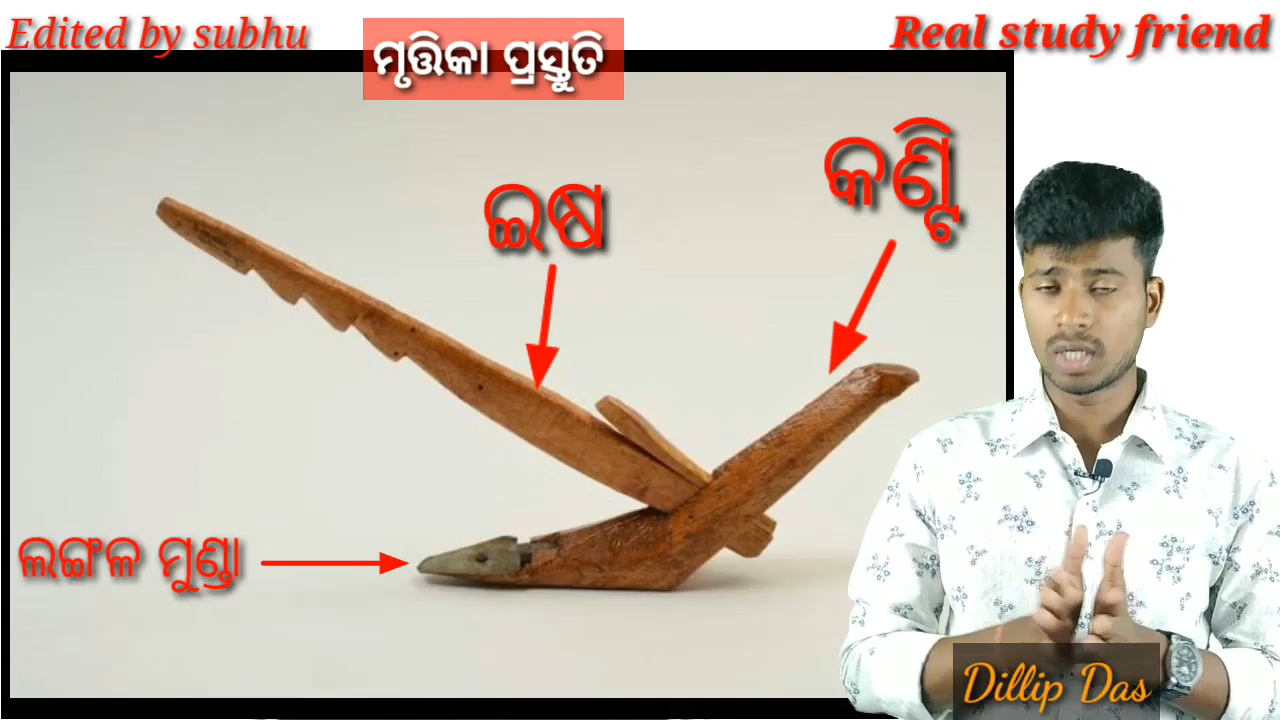 Edited by subhu
Real study friend
ମୃତ୍ତିକା ପ୍ରସ୍ତୁତି
କଣ୍ଟି
ଇଷ
ଲଙ୍ଗଳ ମୁଣ୍ଡା
Dillip Das